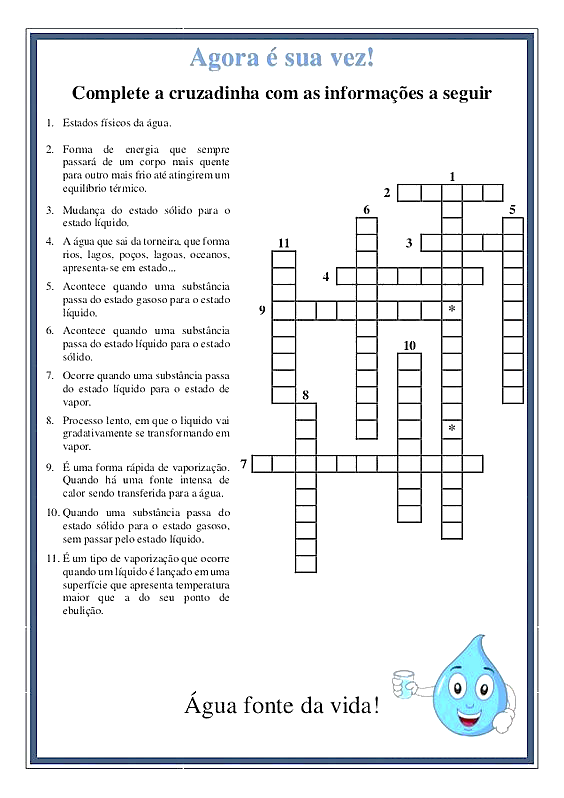 Agora é sua vez!
Complete a cruzadinha com as informações a seguir
1. Estados físicos da água.
2. Forma de energia que sempre
passará de um corpo mais quente
para outro mais frio até atingirem um
equilíbrio térmico.
3. Mudança do estado sólido para o
estado líquido.
4. A água que sai da torneira, que forma
rios, lagos, poços, lagoas, oceanos,
apresenta-se em estado...
5. Acontece quando uma substância
passa do estado gasoso para o estado
líquido.
6. Acontece quando uma substância
passa do estado líquido para o estado
sólido.
7. Ocorre quando uma substância passa
do estado líquido para o estado de
vapor.
8. Processo lento, em que o liquido vai
gradativamente se transformando em
vapor.
9. É uma forma rápida de vaporização.
Quando há uma fonte intensa de
calor sendo transferida para a água.
10. Quando uma substância passa do
estado sólido para o estado gasoso,
sem passar pelo estado líquido.
11. É um tipo de vaporização que ocorre
quando um líquido é lançado em uma
superfície que apresenta temperatura
maior que a do seu ponto de
ebulição.
1
2
6
5
11
3
4
9
*
10
8
*
7
Água fonte da vida!